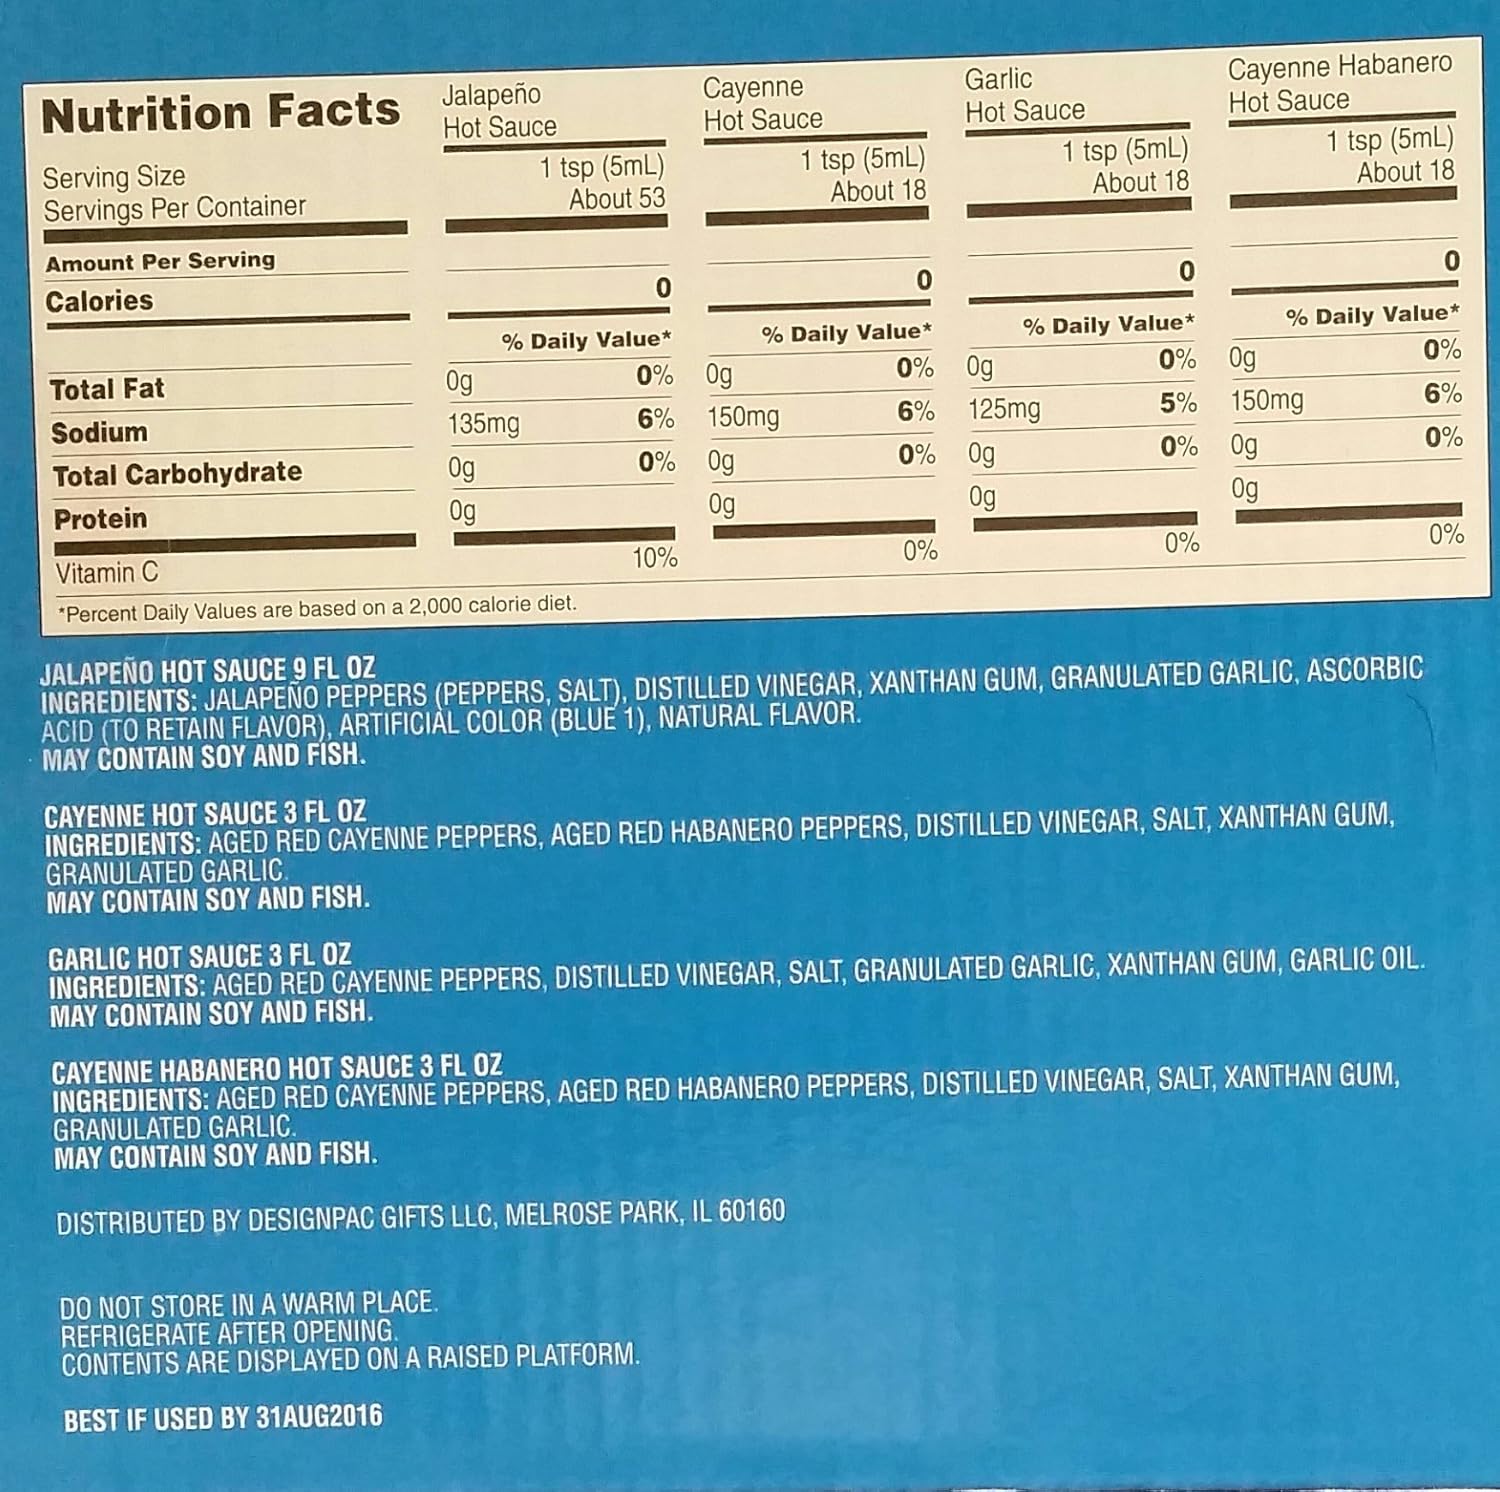 Nutrition Facts
Jalapeño Hot Sauce
Cayenne Hot Sauce
Garlic Hot Sauce
Cayenne Habanero Hot Sauce
Serving Size 1 tsp (5mL) 1 tsp (5mL) 1 tsp (5mL) 1 tsp (5mL)
Servings Per Container About 53 About 18 About 18 About 18
Amount Per Serving
Calories 0 0 0 0
% Daily Value* % Daily Value* % Daily Value* % Daily Value*
Total Fat 0g 0% 0g 0% 0g 0% 0g 0%
Sodium 135mg 6% 150mg 6% 125mg 5% 150mg 6%
Total Carbohydrate 0g 0% 0g 0% 0g 0% 0g 0%
Protein 0g 0g 0g 0g
Vitamin C 10% 0% 0% 0%
*Percent Daily Values are based on a 2,000 calorie diet.
JALAPEÑO HOT SAUCE 9 FL OZ
INGREDIENTS: JALAPEÑO PEPPERS (PEPPERS, SALT), DISTILLED VINEGAR, XANTHAN GUM, GRANULATED GARLIC, ASCORBIC
ACID (TO RETAIN FLAVOR), ARTIFICIAL COLOR (BLUE 1), NATURAL FLAVOR.
MAY CONTAIN SOY AND FISH.
CAYENNE HOT SAUCE 3 FL OZ
INGREDIENTS: AGED RED CAYENNE PEPPERS, AGED RED HABANERO PEPPERS, DISTILLED VINEGAR, SALT, XANTHAN GUM,
GRANULATED GARLIC.
MAY CONTAIN SOY AND FISH.
GARLIC HOT SAUCE 3 FL OZ
INGREDIENTS: AGED RED CAYENNE PEPPERS, DISTILLED VINEGAR, SALT, GRANULATED GARLIC, XANTHAN GUM, GARLIC OIL.
MAY CONTAIN SOY AND FISH.
CAYENNE HABANERO HOT SAUCE 3 FL OZ
INGREDIENTS: AGED RED CAYENNE PEPPERS, AGED RED HABANERO PEPPERS, DISTILLED VINEGAR, SALT, XANTHAN GUM,
GRANULATED GARLIC.
MAY CONTAIN SOY AND FISH.
DISTRIBUTED BY DESIGNPAC GIFTS LLC, MELROSE PARK, IL 60160
DO NOT STORE IN A WARM PLACE.
REFRIGERATE AFTER OPENING.
CONTENTS ARE DISPLAYED ON A RAISED PLATFORM.
BEST IF USED BY 31AUG2016